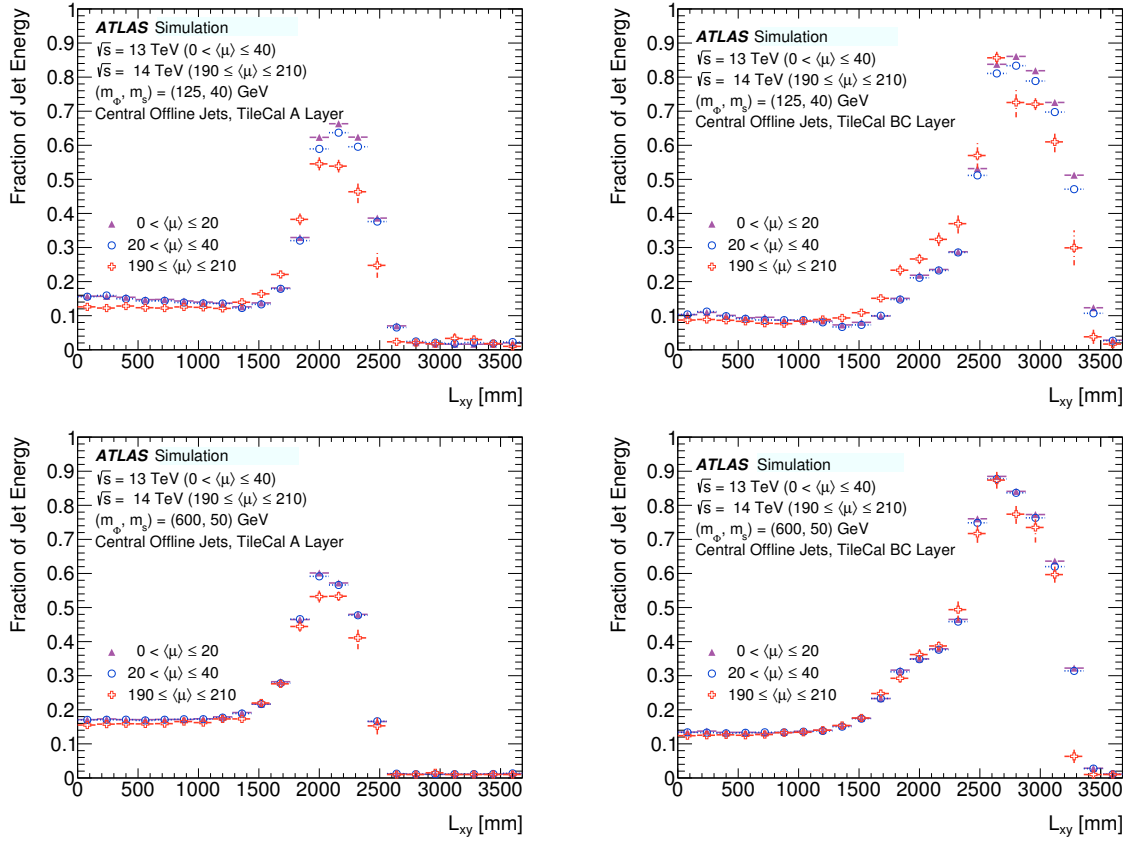 ATLAS Simulation
√s = 13 TeV (0 < ⟨μ⟩ ≤ 40)
√s = 14 TeV (190 ≤ ⟨μ⟩ ≤ 210)
(m_Φ, m_s) = (125, 40) GeV
Central Offline Jets, TileCal A Layer
0 < ⟨μ⟩ ≤ 20
20 < ⟨μ⟩ ≤ 40
190 ≤ ⟨μ⟩ ≤ 210
Fraction of Jet Energy
1
0.9
0.8
0.7
0.6
0.5
0.4
0.3
0.2
0.1
0
0 500 1000 1500 2000 2500 3000 3500
L_xy [mm]
ATLAS Simulation
√s = 13 TeV (0 < ⟨μ⟩ ≤ 40)
√s = 14 TeV (190 ≤ ⟨μ⟩ ≤ 210)
(m_Φ, m_s) = (125, 40) GeV
Central Offline Jets, TileCal BC Layer
0 < ⟨μ⟩ ≤ 20
20 < ⟨μ⟩ ≤ 40
190 ≤ ⟨μ⟩ ≤ 210
Fraction of Jet Energy
1
0.9
0.8
0.7
0.6
0.5
0.4
0.3
0.2
0.1
0
0 500 1000 1500 2000 2500 3000 3500
L_xy [mm]
ATLAS Simulation
√s = 13 TeV (0 < ⟨μ⟩ ≤ 40)
√s = 14 TeV (190 ≤ ⟨μ⟩ ≤ 210)
(m_Φ, m_s) = (600, 50) GeV
Central Offline Jets, TileCal A Layer
0 < ⟨μ⟩ ≤ 20
20 < ⟨μ⟩ ≤ 40
190 ≤ ⟨μ⟩ ≤ 210
Fraction of Jet Energy
1
0.9
0.8
0.7
0.6
0.5
0.4
0.3
0.2
0.1
0
0 500 1000 1500 2000 2500 3000 3500
L_xy [mm]
ATLAS Simulation
√s = 13 TeV (0 < ⟨μ⟩ ≤ 40)
√s = 14 TeV (190 ≤ ⟨μ⟩ ≤ 210)
(m_Φ, m_s) = (600, 50) GeV
Central Offline Jets, TileCal BC Layer
0 < ⟨μ⟩ ≤ 20
20 < ⟨μ⟩ ≤ 40
190 ≤ ⟨μ⟩ ≤ 210
Fraction of Jet Energy
1
0.9
0.8
0.7
0.6
0.5
0.4
0.3
0.2
0.1
0
0 500 1000 1500 2000 2500 3000 3500
L_xy [mm]